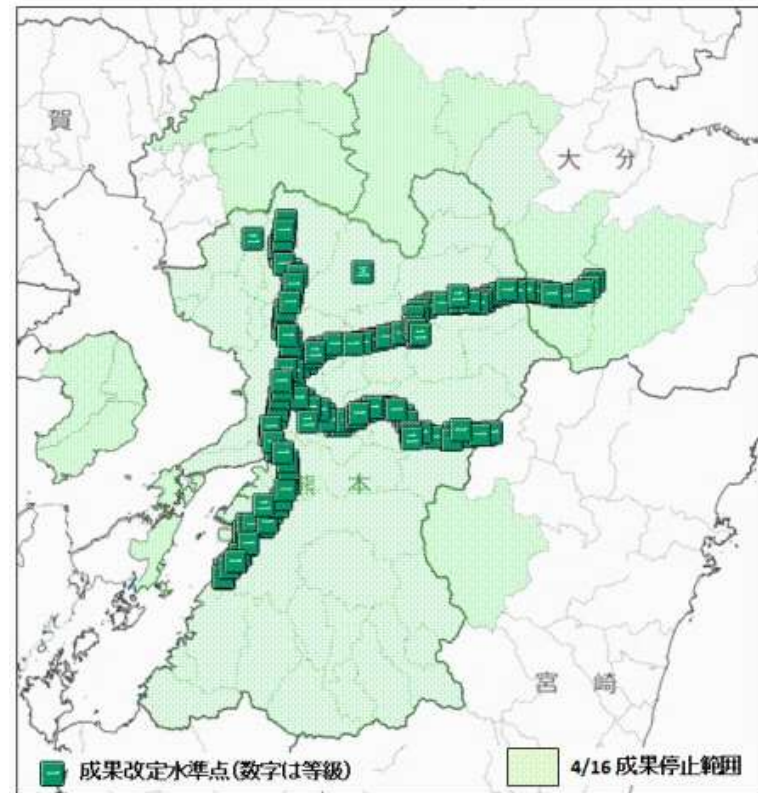 賀
大 分
熊 本
宮 崎
成果改定水準点(数字は等級)
4/16 成果停止範囲